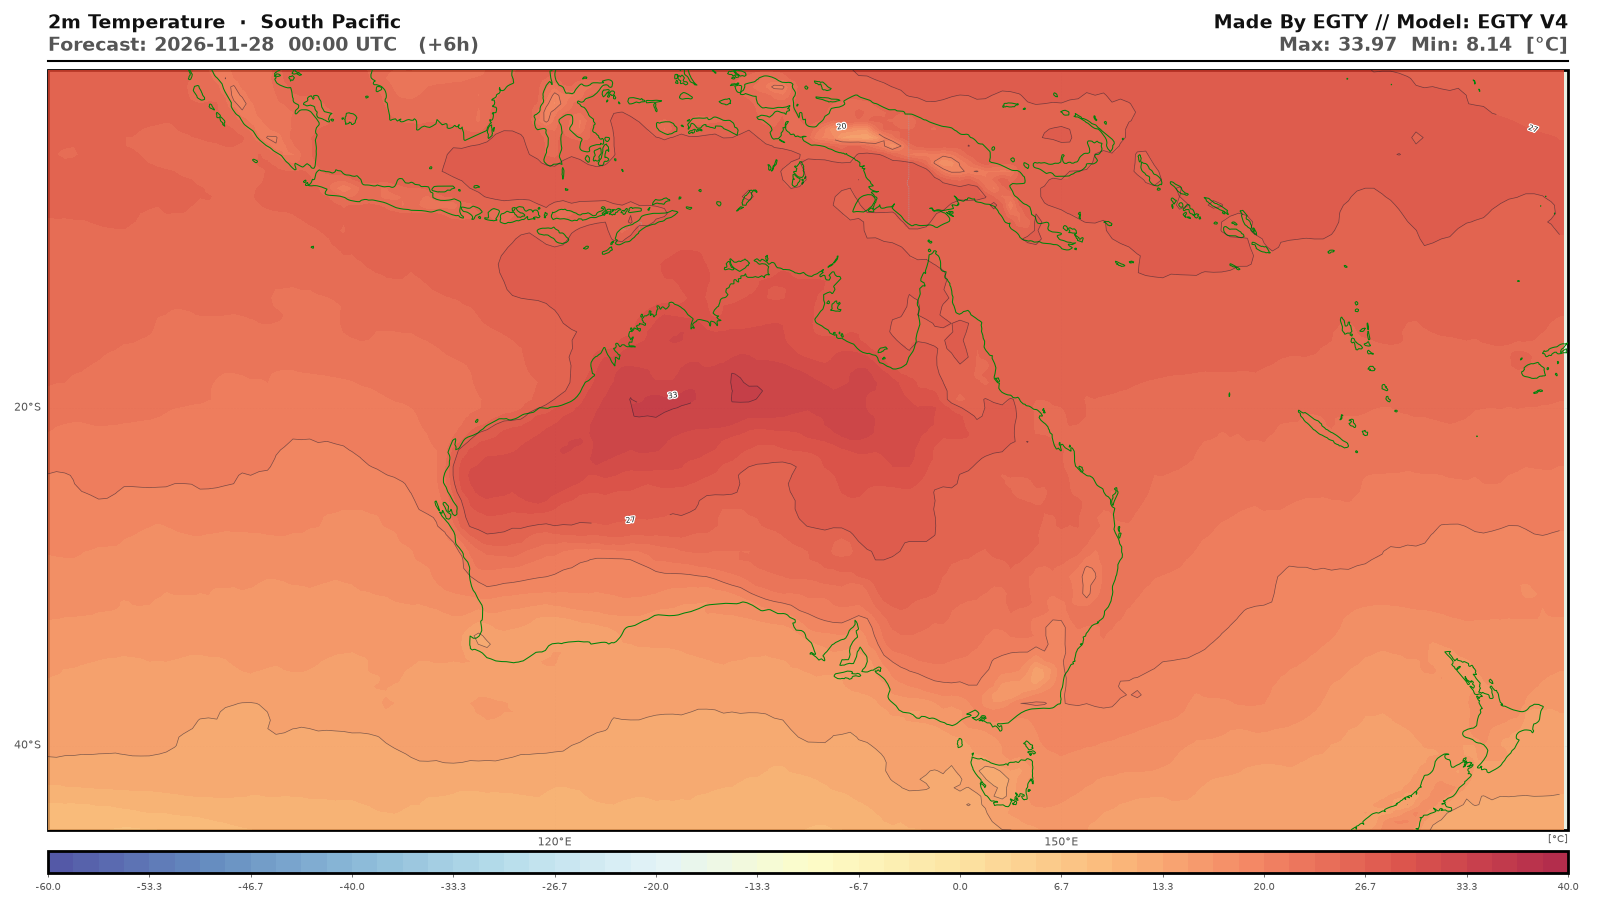 2m Temperature · South Pacific
Made By EGTY // Model: EGTY V4
Forecast: 2026-11-28 00:00 UTC (+6h)
Max: 33.97 Min: 8.14 [°C]
20
27
33
20°S
27
40°S
120°E
150°E
[°C]
-60.0 -53.3 -46.7 -40.0 -33.3 -26.7 -20.0 -13.3 -6.7 0.0 6.7 13.3 20.0 26.7 33.3 40.0